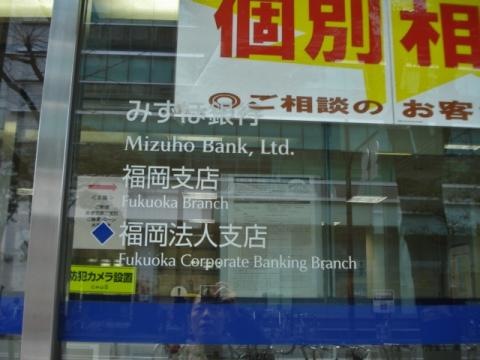 個別相
ご相談の お客
みずほ銀行
Mizuho Bank, Ltd.
福岡支店
Fukuoka Branch
福岡法人支店
Fukuoka Corporate Banking Branch
防犯カメラ設置